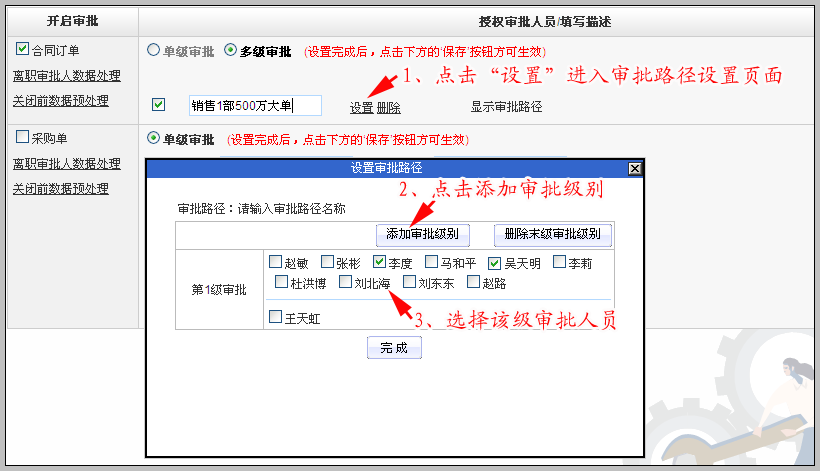 开启审批 授权审批人员/填写描述
合同订单 单级审批 多级审批 (设置完成后，点击下方的'保存'按钮方可生效)
离职审批人数据处理
1、点击“设置”进入审批路径设置页面
关闭前数据预处理 销售1部500万大单 设置 删除 显示审批路径
采购单 单级审批 (设置完成后，点击下方的'保存'按钮方可生效)
离职审批人数据处理
关闭前数据预处理
设置审批路径
2、点击添加审批级别
审批路径：请输入审批路径名称
添加审批级别 删除末级审批级别
第1级审批
赵敏 张彬 李度 马和平 吴天明 李莉
杜洪博 刘北海 刘东东 赵路
3、选择该级审批人员
王天虹
完 成